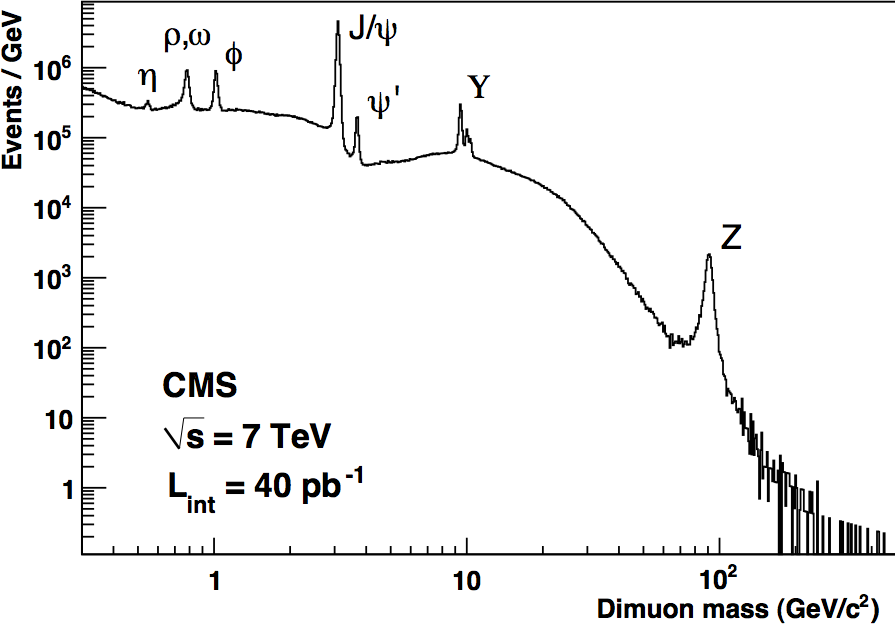 Events / GeV
10⁶
10⁵
10⁴
10³
10²
10
1
η
ρ,ω
ϕ
J/ψ
ψ'
Υ
Z
CMS
√s = 7 TeV
L_int = 40 pb⁻¹
1 10 10²
Dimuon mass (GeV/c²)